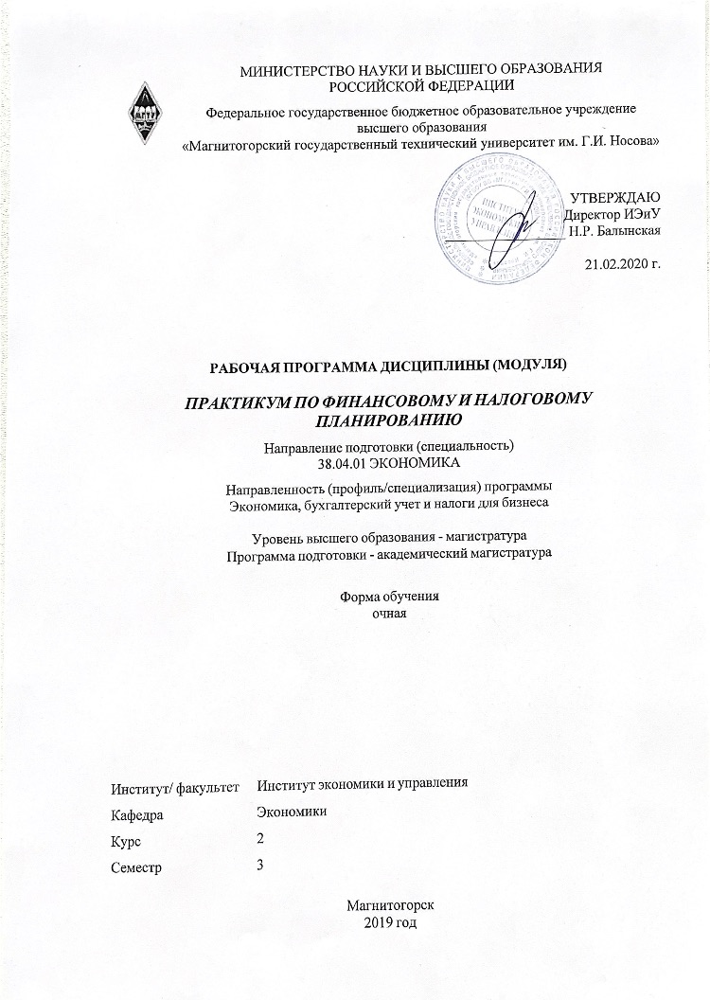 МИНИСТЕРСТВО НАУКИ И ВЫСШЕГО ОБРАЗОВАНИЯ
РОССИЙСКОЙ ФЕДЕРАЦИИ
Федеральное государственное бюджетное образовательное учреждение
высшего образования
«Магнитогорский государственный технический университет им. Г.И. Носова»
УТВЕРЖДАЮ
Директор ИЭиУ
Н.Р. Балынская
21.02.2020 г.
ИНСТИТУТ
ЭКОНОМИКИ И
УПРАВЛЕНИЯ
РАБОЧАЯ ПРОГРАММА ДИСЦИПЛИНЫ (МОДУЛЯ)
ПРАКТИКУМ ПО ФИНАНСОВОМУ И НАЛОГОВОМУ
ПЛАНИРОВАНИЮ
Направление подготовки (специальность)
38.04.01 ЭКОНОМИКА
Направленность (профиль/специализация) программы
Экономика, бухгалтерский учет и налоги для бизнеса
Уровень высшего образования - магистратура
Программа подготовки - академический магистратура
Форма обучения
очная
Институт/ факультет Институт экономики и управления
Кафедра Экономики
Курс 2
Семестр 3
Магнитогорск
2019 год